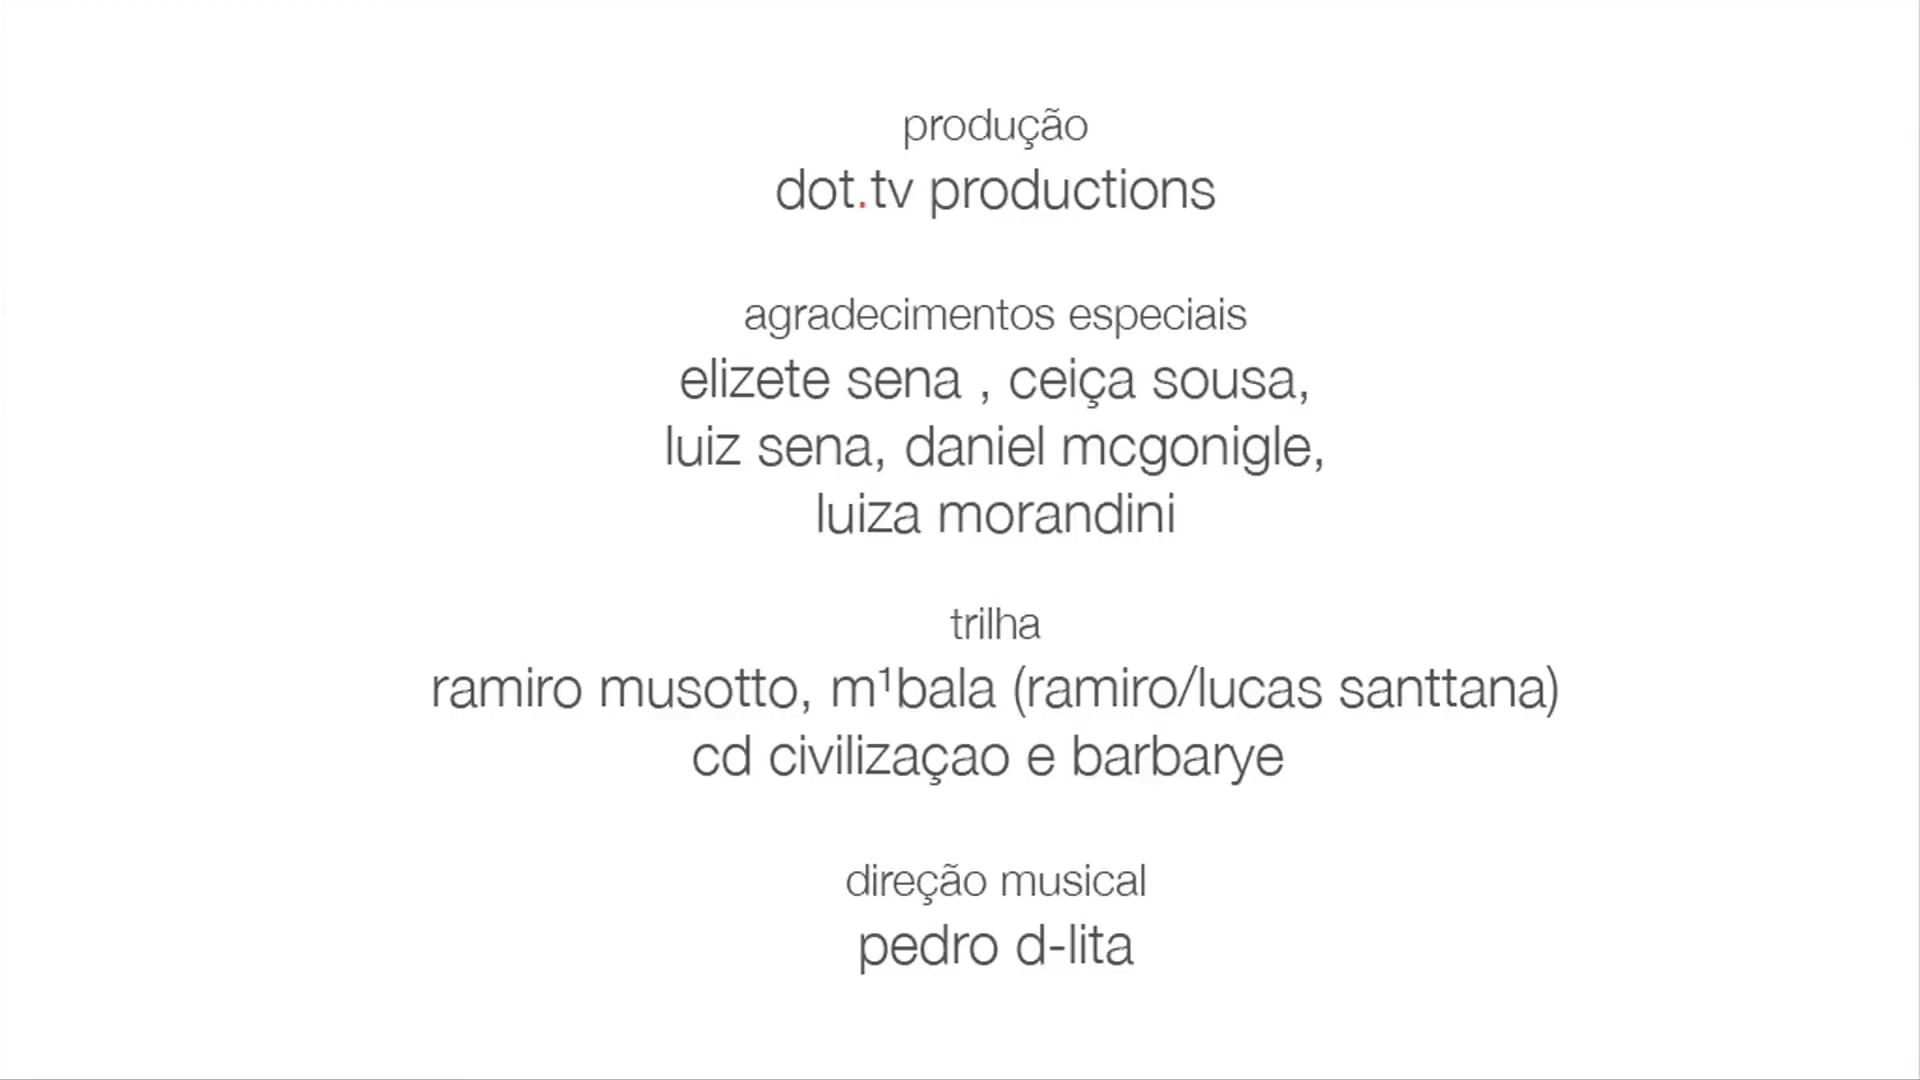 produção
dot.tv productions
agradecimentos especiais
elizete sena , ceiça sousa,
luiz sena, daniel mcgonigle,
luiza morandini
trilha
ramiro musotto, m¹bala (ramiro/lucas santtana)
cd civilizaçao e barbarye
direção musical
pedro d-lita